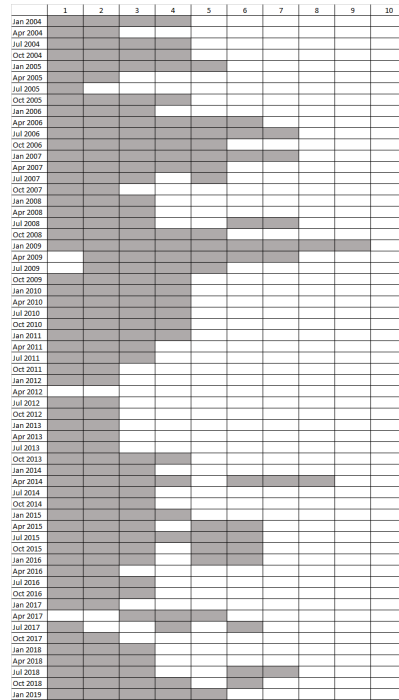 1 2 3 4 5 6 7 8 9 10
Jan 2004
Apr 2004
Jul 2004
Oct 2004
Jan 2005
Apr 2005
Jul 2005
Oct 2005
Jan 2006
Apr 2006
Jul 2006
Oct 2006
Jan 2007
Apr 2007
Jul 2007
Oct 2007
Jan 2008
Apr 2008
Jul 2008
Oct 2008
Jan 2009
Apr 2009
Jul 2009
Oct 2009
Jan 2010
Apr 2010
Jul 2010
Oct 2010
Jan 2011
Apr 2011
Jul 2011
Oct 2011
Jan 2012
Apr 2012
Jul 2012
Oct 2012
Jan 2013
Apr 2013
Jul 2013
Oct 2013
Jan 2014
Apr 2014
Jul 2014
Oct 2014
Jan 2015
Apr 2015
Jul 2015
Oct 2015
Jan 2016
Apr 2016
Jul 2016
Oct 2016
Jan 2017
Apr 2017
Jul 2017
Oct 2017
Jan 2018
Apr 2018
Jul 2018
Oct 2018
Jan 2019